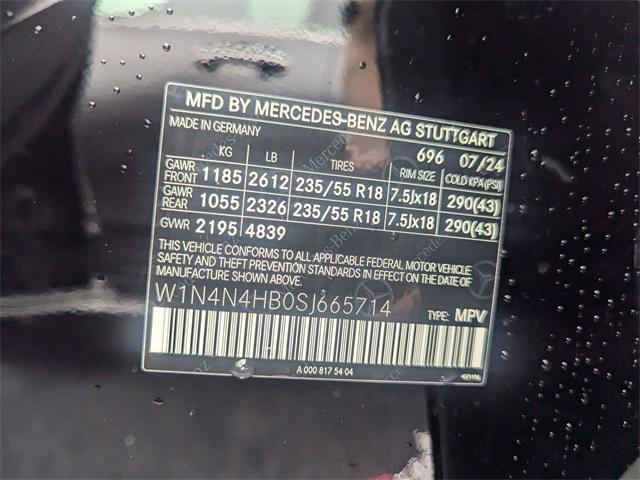 MFD BY MERCEDES-BENZ AG STUTTGART
MADE IN GERMANY 696 07/24
KG LB TIRES RIM SIZE COLD KPA(PSI)
GAWR FRONT 1185 2612 235/55 R18 7.5Jx18 290(43)
GAWR REAR 1055 2326 235/55 R18 7.5Jx18 290(43)
GVWR 2195 4839
THIS VEHICLE CONFORMS TO ALL APPLICABLE FEDERAL MOTOR VEHICLE
SAFETY AND THEFT PREVENTION STANDARDS IN EFFECT ON THE DATE OF
MANUFACTURE SHOWN ABOVE.
W1N4N4HB0SJ665714 TYPE: MPV
A 000 817 54 04